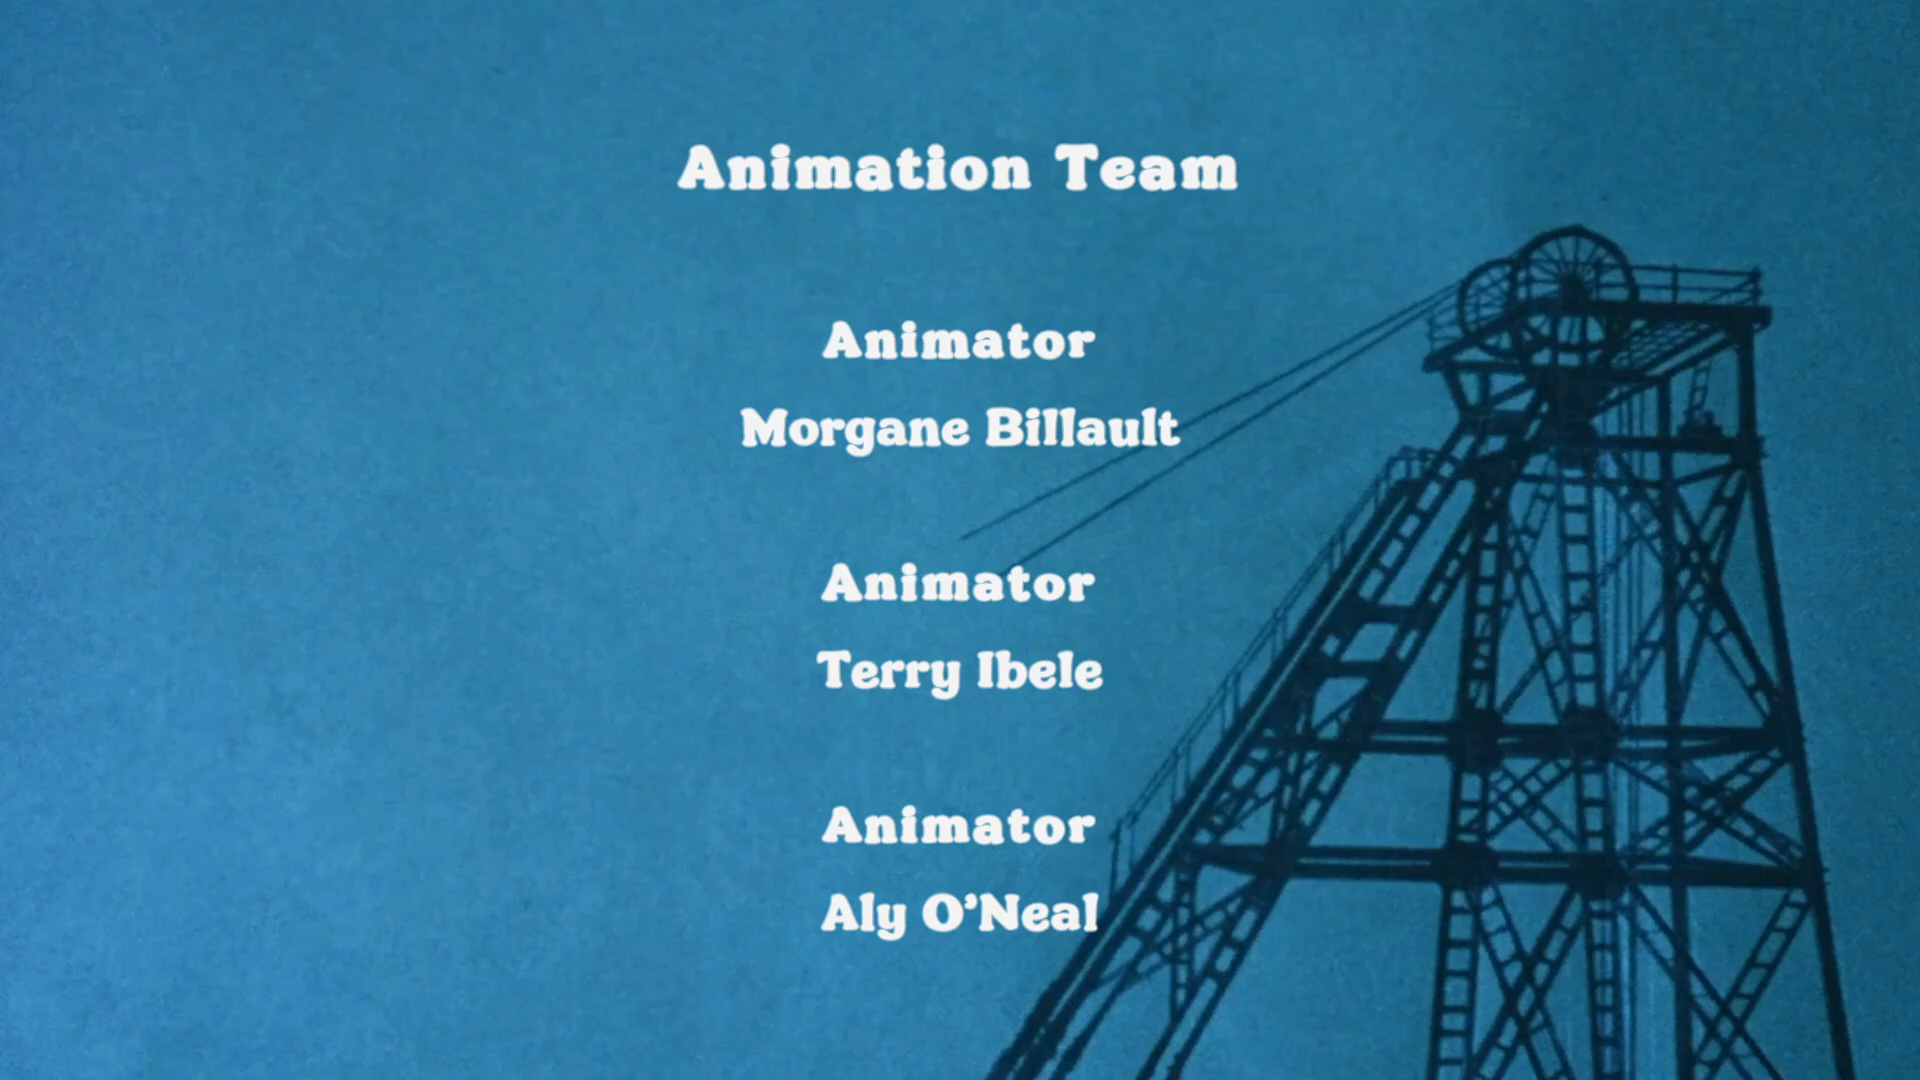 Animation Team
Animator
Morgane Billault
Animator
Terry Ibele
Animator
Aly O’Neal